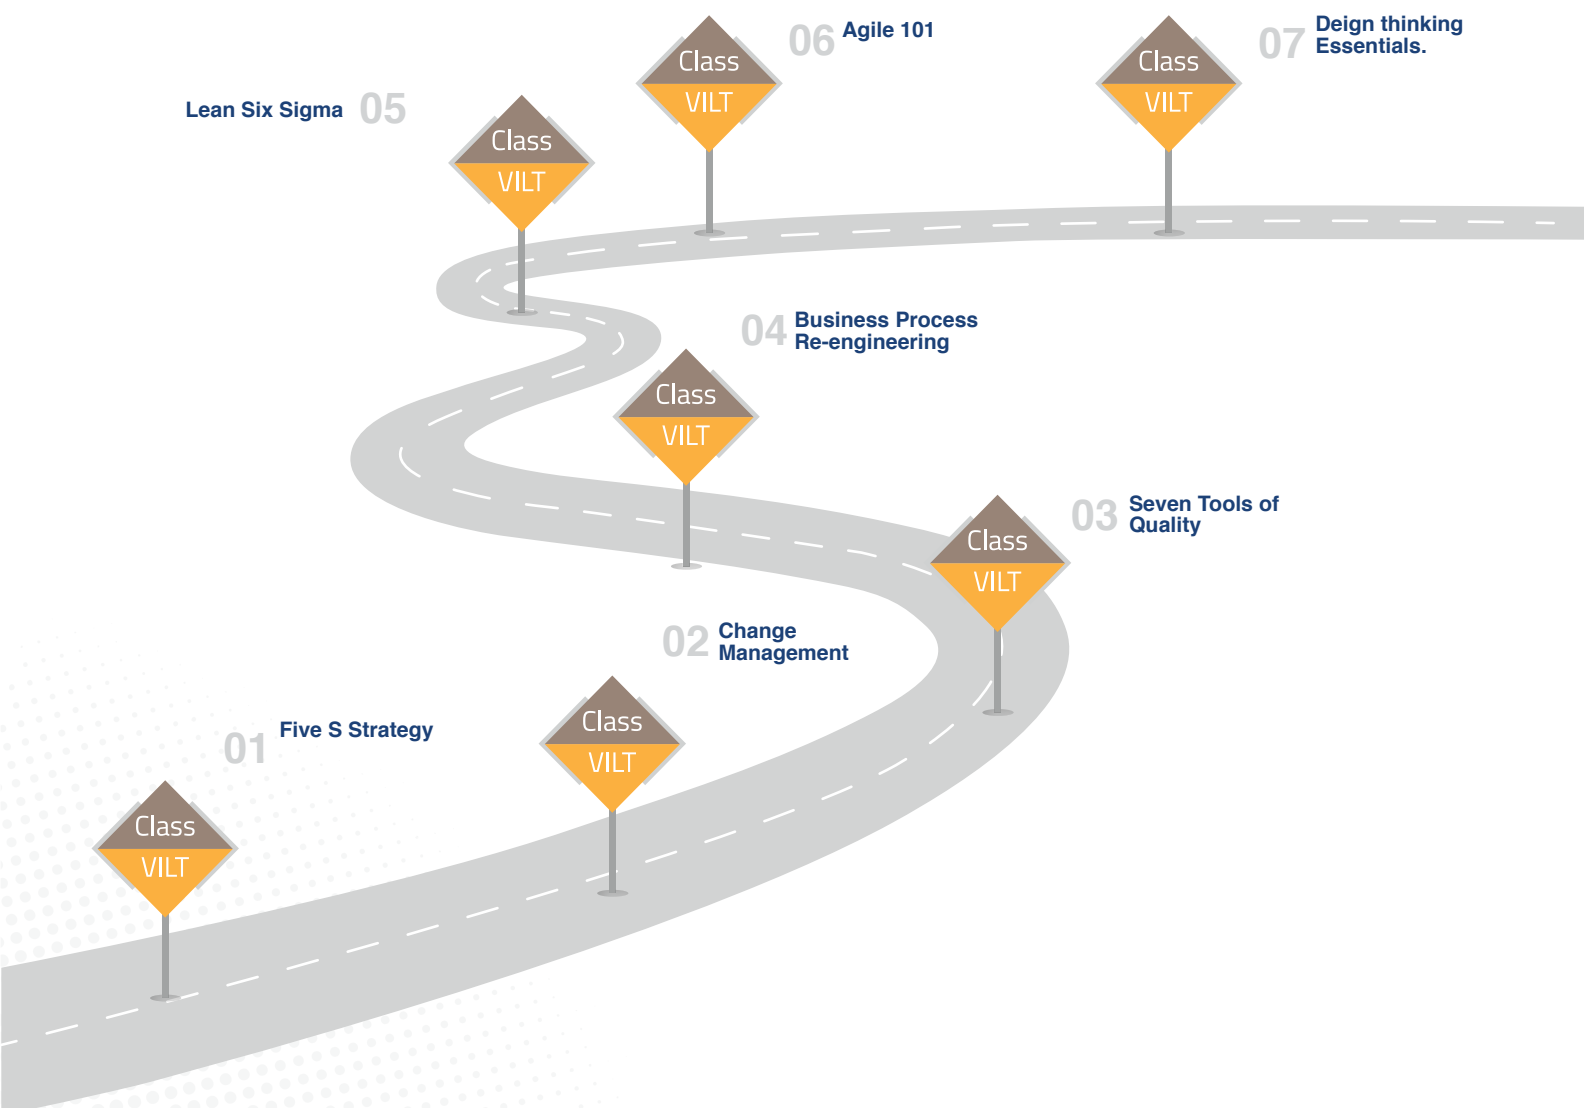 06 Agile 101
Class
VILT
07 Deign thinking
Essentials.
Class
VILT
Lean Six Sigma 05
Class
VILT
04 Business Process
Re-engineering
Class
VILT
03 Seven Tools of
Quality
Class
VILT
02 Change
Management
Class
VILT
01 Five S Strategy
Class
VILT